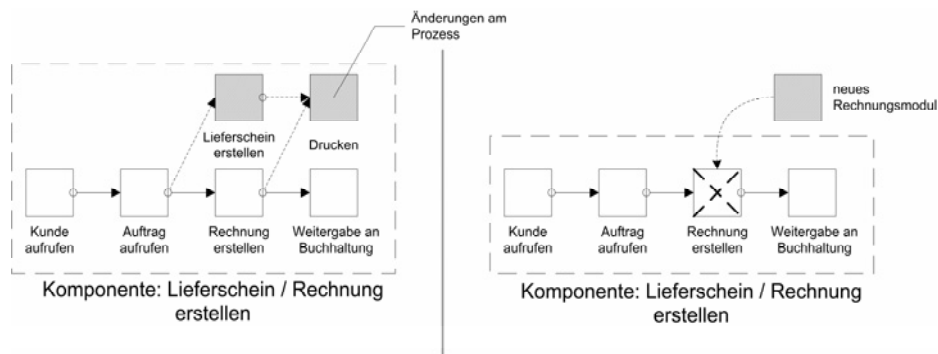 Änderungen am
Prozess
Lieferschein
erstellen
Drucken
Kunde
aufrufen
Auftrag
aufrufen
Rechnung
erstellen
Weitergabe an
Buchhaltung
Komponente: Lieferschein / Rechnung
erstellen
neues
Rechnungsmodul
Kunde
aufrufen
Auftrag
aufrufen
Rechnung
erstellen
Weitergabe an
Buchhaltung
Komponente: Lieferschein / Rechnung
erstellen